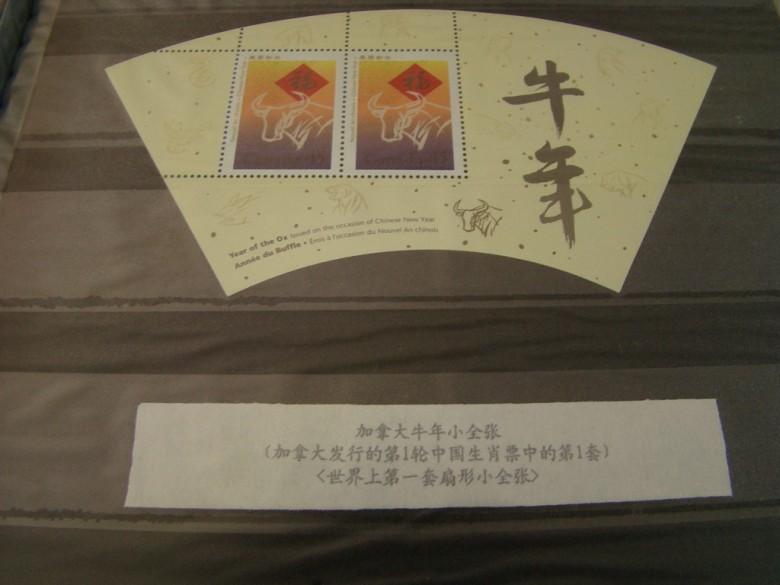 福
福
牛年
Year of the Ox Issued on the occasion of Chinese New Year
Année du Buffle • Émis à l'occasion du Nouvel An chinois
加拿大牛年小全张
(加拿大发行的第1轮中国生肖票中的第1套)
<世界上第一套扇形小全张>